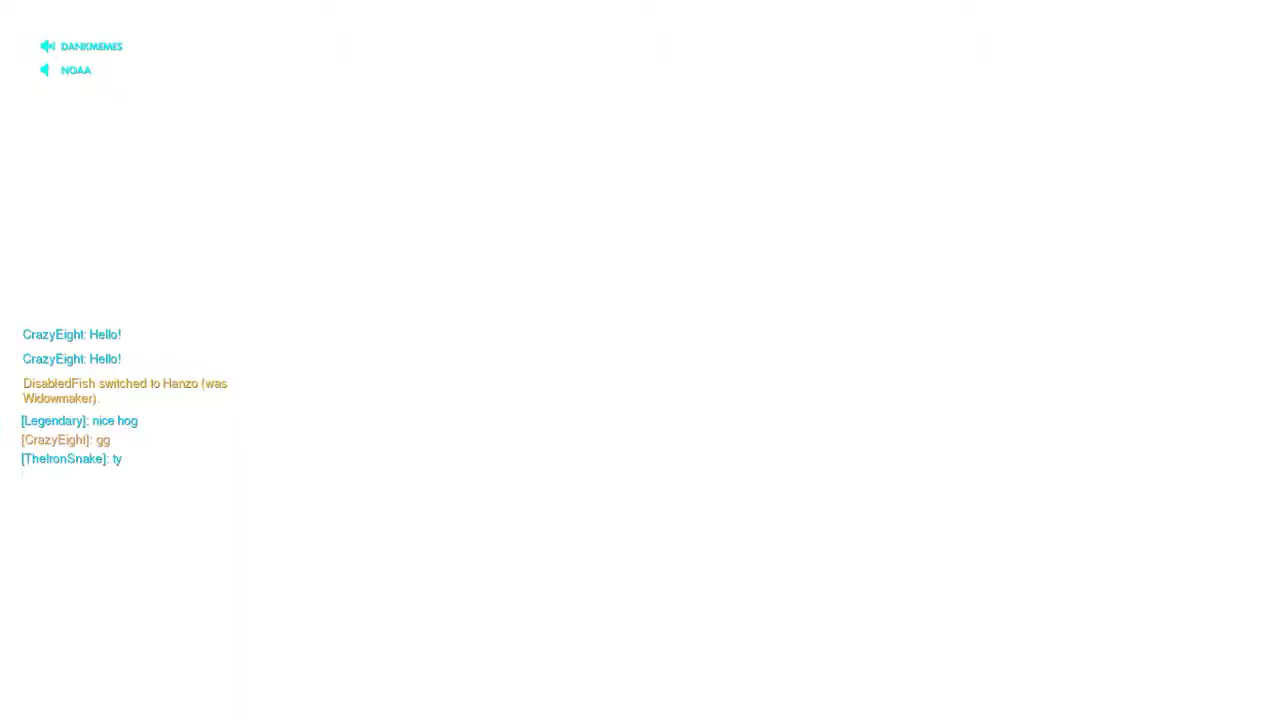 DANKMEMES
NOAA
CrazyEight: Hello!
CrazyEight: Hello!
DisabledFish switched to Hanzo (was
Widowmaker).
[Legendary]: nice hog
[CrazyEight]: gg
[TheIronSnake]: ty